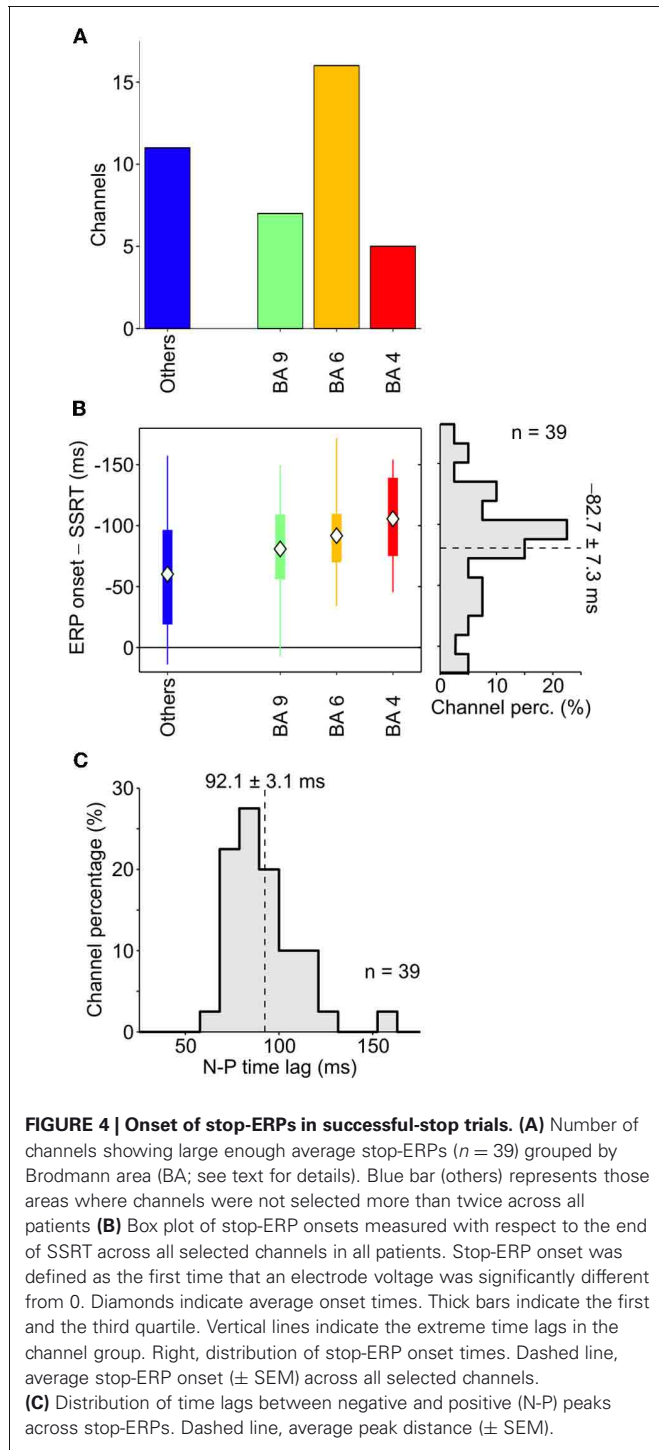 A
15
10
5
0
Channels
Others
BA 9
BA 6
BA 4
B
-150
-100
-50
0
ERP onset – SSRT (ms)
Others
BA 9
BA 6
BA 4
n = 39
–82.7 ± 7.3 ms
0 10 20
Channel perc. (%)
C
92.1 ± 3.1 ms
30
20
10
0
Channel percentage (%)
n = 39
50 100 150
N-P time lag (ms)
FIGURE 4 | Onset of stop-ERPs in successful-stop trials. (A) Number of
channels showing large enough average stop-ERPs (n = 39) grouped by
Brodmann area (BA; see text for details). Blue bar (others) represents those
areas where channels were not selected more than twice across all
patients (B) Box plot of stop-ERP onsets measured with respect to the end
of SSRT across all selected channels in all patients. Stop-ERP onset was
defined as the first time that an electrode voltage was significantly different
from 0. Diamonds indicate average onset times. Thick bars indicate the first
and the third quartile. Vertical lines indicate the extreme time lags in the
channel group. Right, distribution of stop-ERP onset times. Dashed line,
average stop-ERP onset (± SEM) across all selected channels.
(C) Distribution of time lags between negative and positive (N-P) peaks
across stop-ERPs. Dashed line, average peak distance (± SEM).